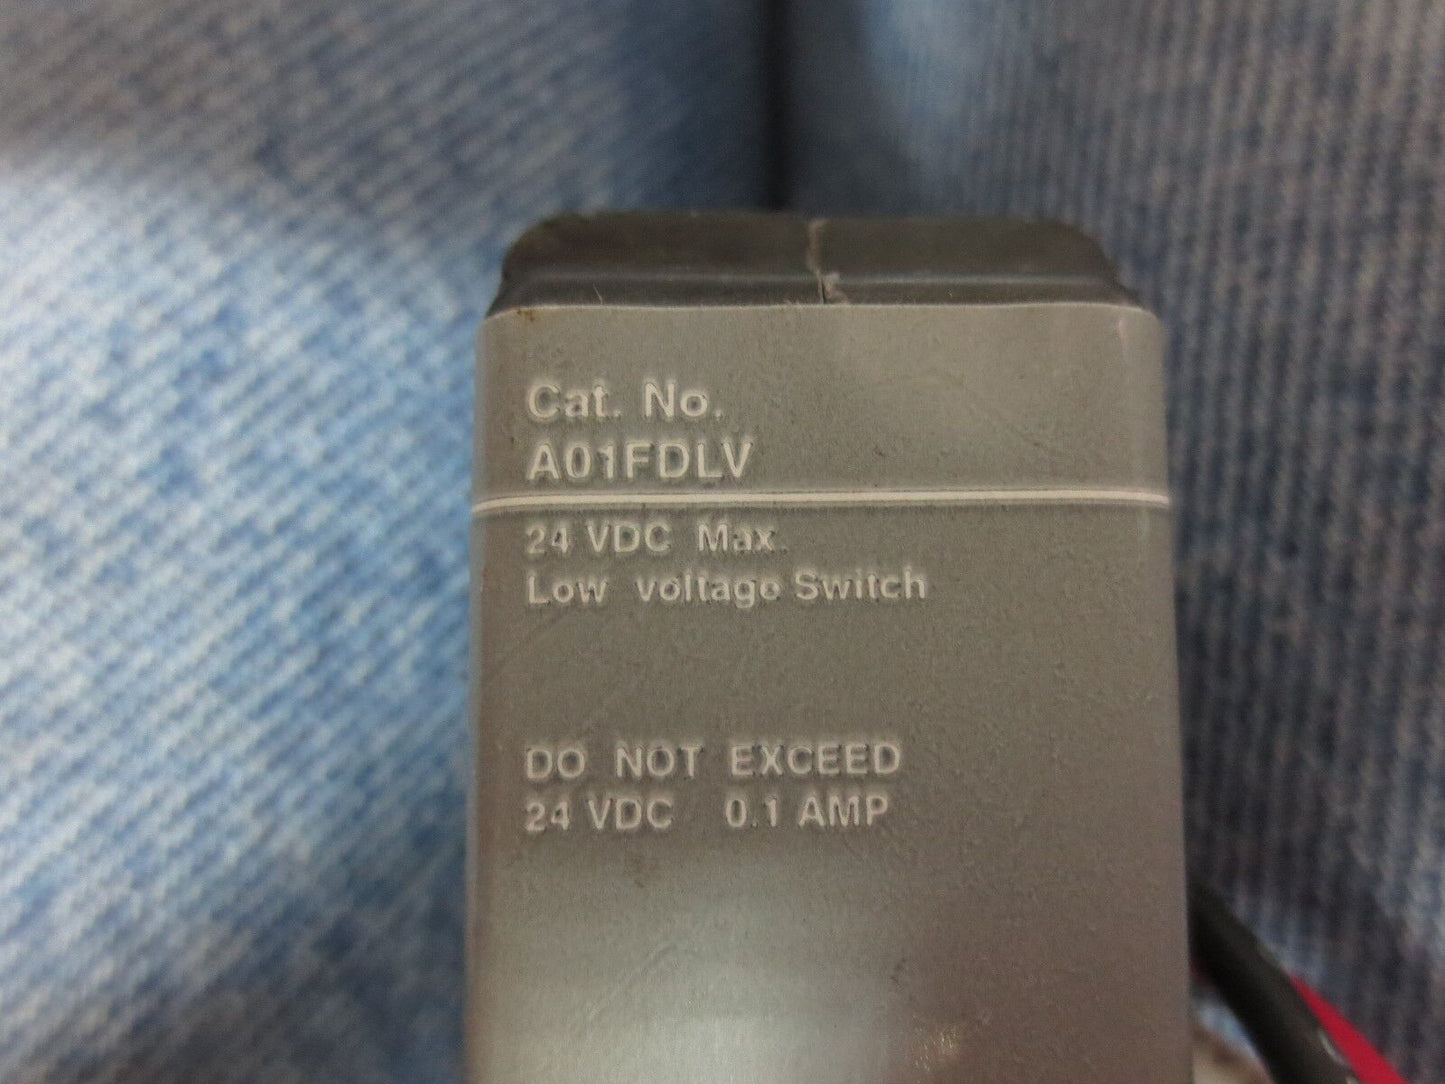 Cat. No.
A01FDLV
24 VDC Max.
Low voltage Switch
DO NOT EXCEED
24 VDC 0.1 AMP